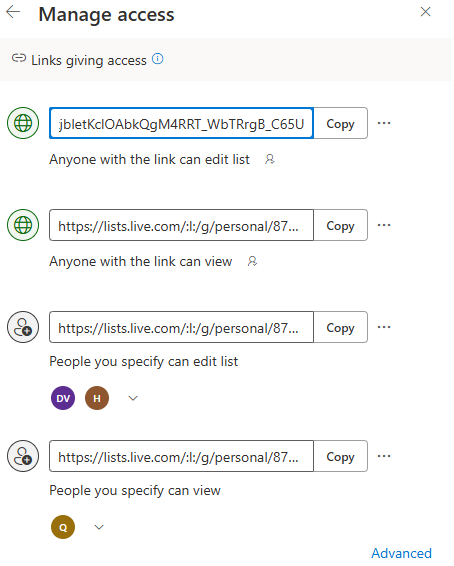 Manage access
Links giving access
jbletKclOAbkQgM4RRT_WbTRrgB_C65U Copy
Anyone with the link can edit list
https://lists.live.com/:l:/g/personal/87... Copy
Anyone with the link can view
https://lists.live.com/:l:/g/personal/87... Copy
People you specify can edit list
DV H
https://lists.live.com/:l:/g/personal/87... Copy
People you specify can view
Q
Advanced